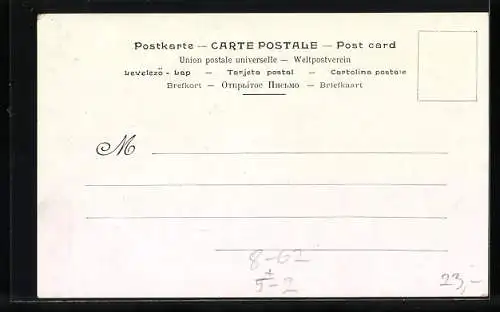 Postkarte — CARTE POSTALE — Post card
Union postale universelle — Weltpostverein
Levelező - Lap — Tarjeta postal — Cartolina postale
Brefkort — Открытое Письмо — Briefkaart
M
8-62
5-2
23,-